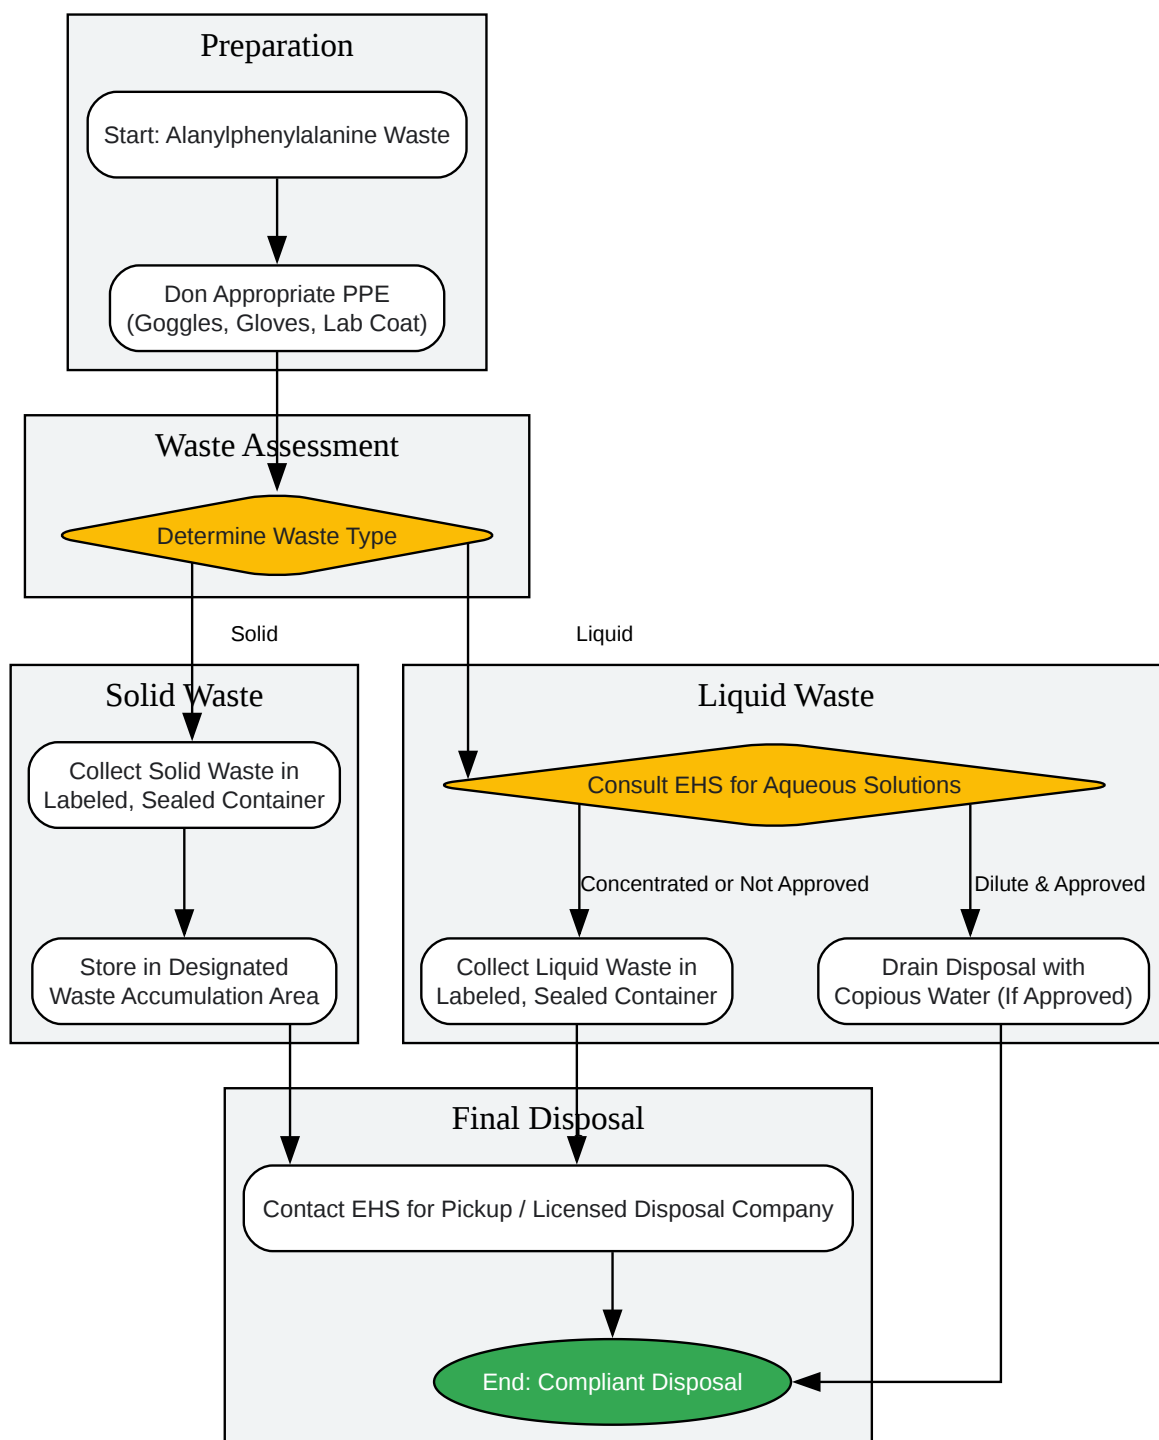 Preparation
Start: Alanylphenylalanine Waste
Don Appropriate PPE
(Goggles, Gloves, Lab Coat)
Waste Assessment
Determine Waste Type
Solid
Liquid
Solid Waste
Collect Solid Waste in
Labeled, Sealed Container
Store in Designated
Waste Accumulation Area
Liquid Waste
Consult EHS for Aqueous Solutions
Concentrated or Not Approved
Dilute & Approved
Collect Liquid Waste in
Labeled, Sealed Container
Drain Disposal with
Copious Water (If Approved)
Final Disposal
Contact EHS for Pickup / Licensed Disposal Company
End: Compliant Disposal